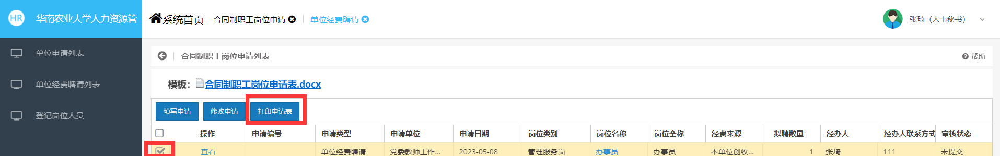 HR 华南农业大学人力资源管 系统首页 合同制职工岗位申请 单位经费聘请 张琦（人事秘书）
单位申请列表
单位经费聘请列表
登记岗位人员
合同制职工岗位申请列表 帮助
模板：合同制职工岗位申请表.docx
填写申请 修改申请 打印申请表
操作 申请编号 申请类型 申请单位 申请日期 岗位类别 岗位名称 岗位全称 经费来源 拟聘数量 经办人 经办人联系方式 审核状态
查看 单位经费聘请 党委教师工作... 2023-05-08 管理服务岗 办事员 办事员 本单位创收... 1 张琦 111 未提交